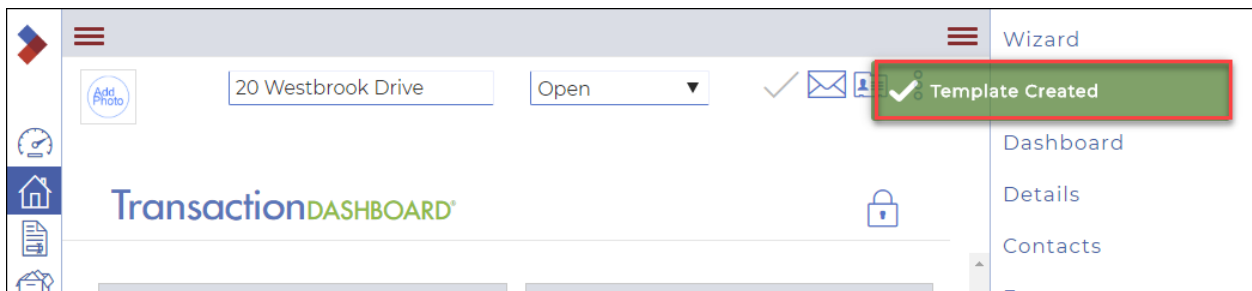 Wizard
Add
Photo
20 Westbrook Drive
Open
Template Created
Dashboard
TransactionDASHBOARD®
Details
Contacts